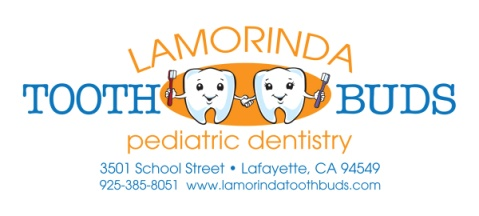 LAMORINDA
TOOTH BUDS
pediatric dentistry
3501 School Street • Lafayette, CA 94549
925-385-8051 www.lamorindatoothbuds.com